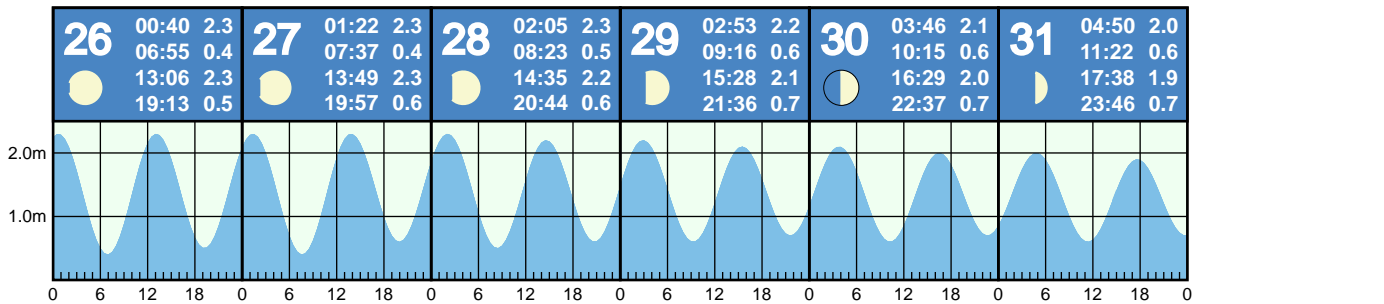 26 00:40 2.3 27 01:22 2.3 28 02:05 2.3 29 02:53 2.2 30 03:46 2.1 31 04:50 2.0
06:55 0.4 07:37 0.4 08:23 0.5 09:16 0.6 10:15 0.6 11:22 0.6
13:06 2.3 13:49 2.3 14:35 2.2 15:28 2.1 16:29 2.0 17:38 1.9
19:13 0.5 19:57 0.6 20:44 0.6 21:36 0.7 22:37 0.7 23:46 0.7
2.0m
1.0m
0 6 12 18 0 6 12 18 0 6 12 18 0 6 12 18 0 6 12 18 0 6 12 18 0